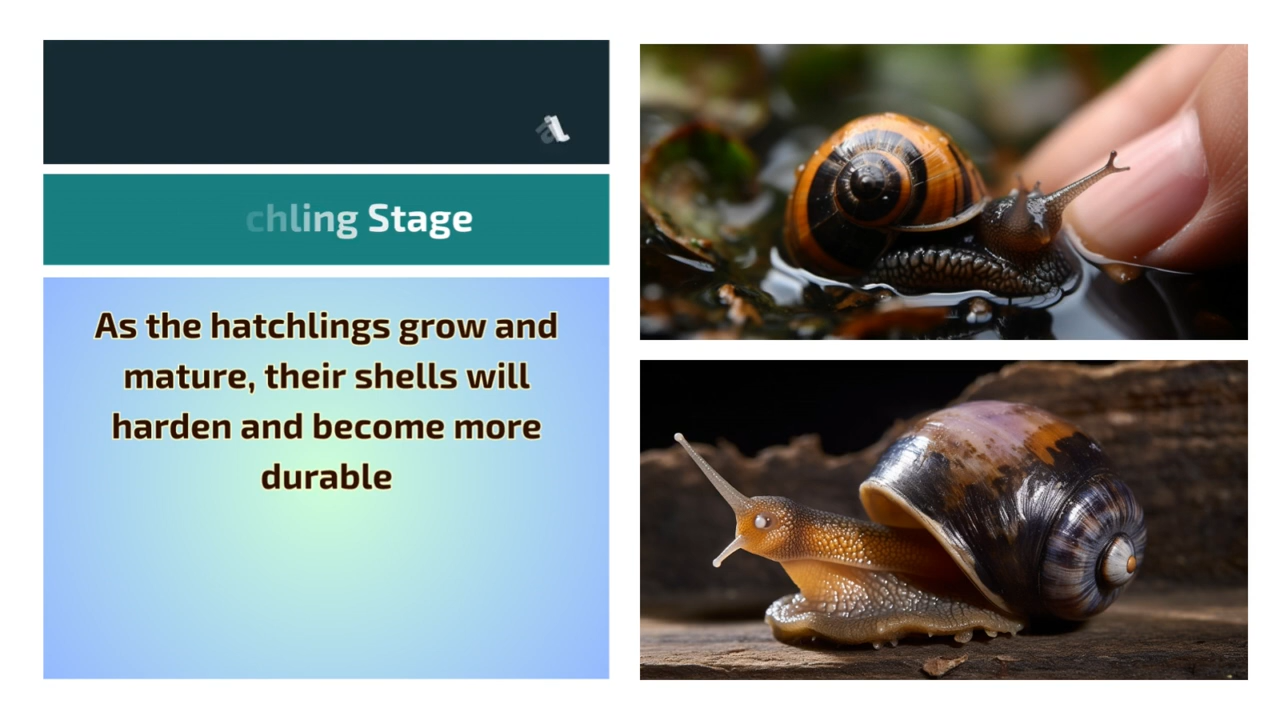 chling Stage
As the hatchlings grow and
mature, their shells will
harden and become more
durable